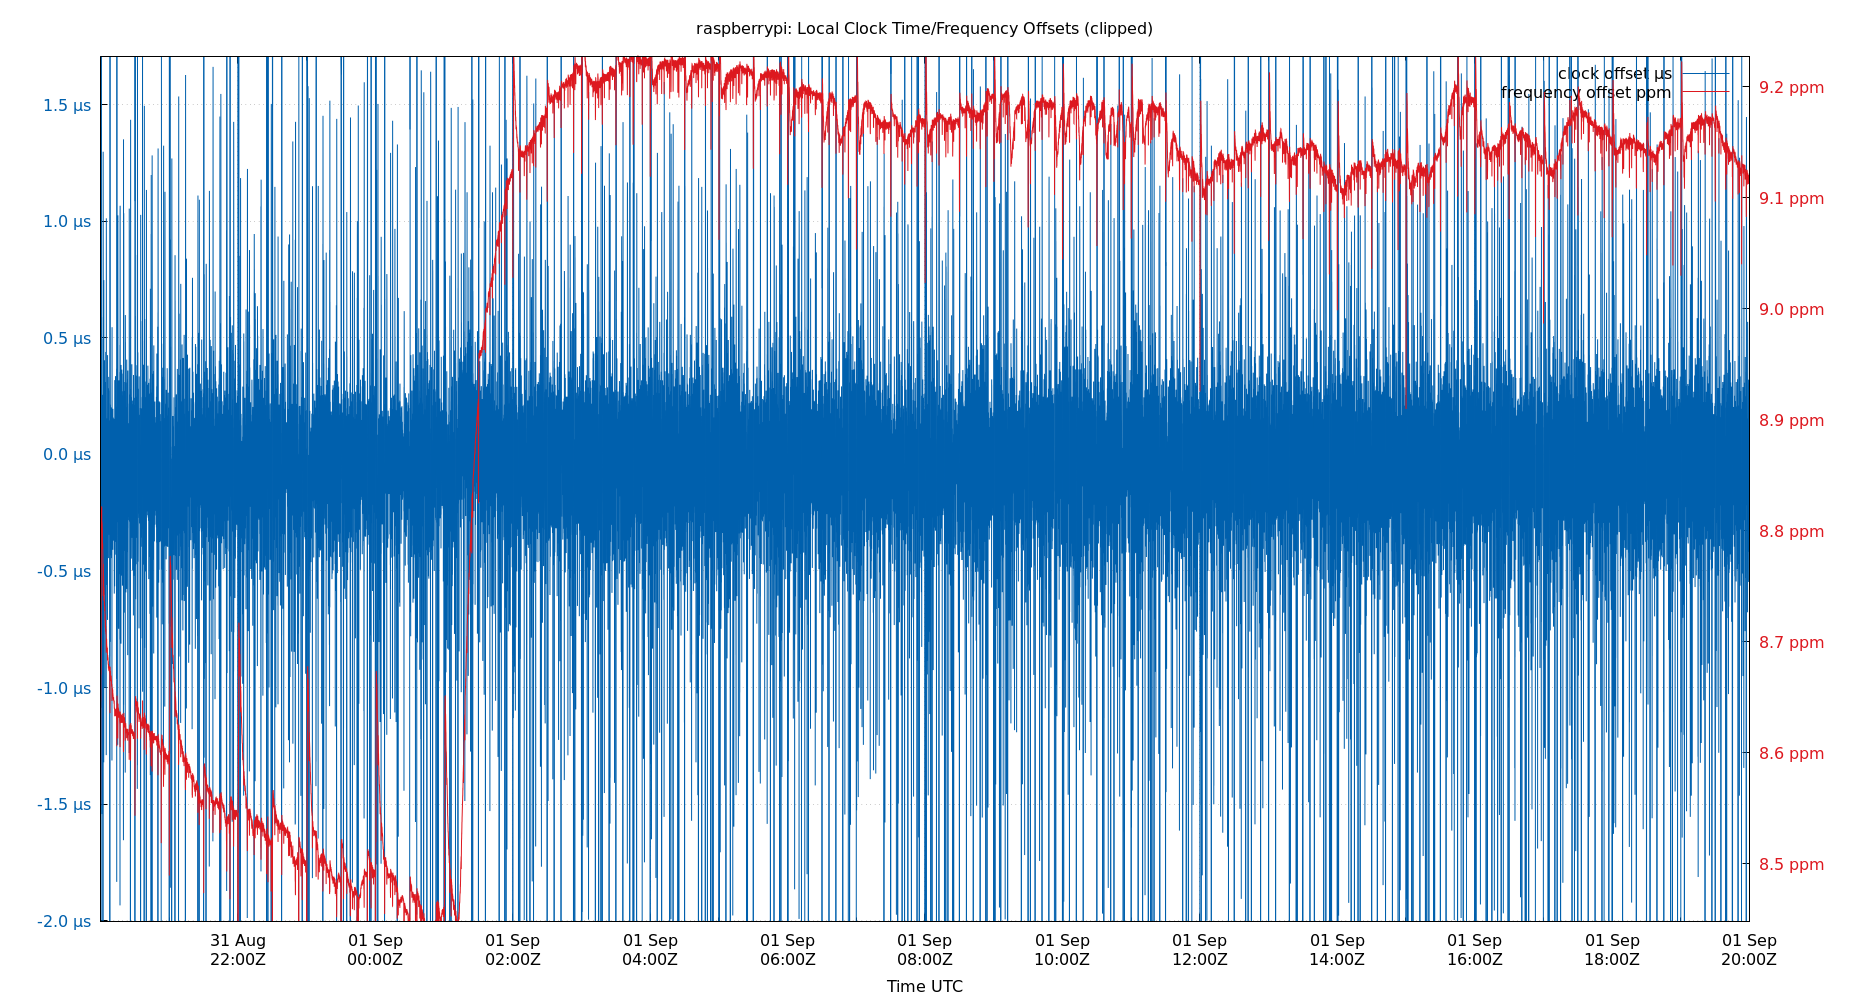 raspberrypi: Local Clock Time/Frequency Offsets (clipped)
clock offset µs
frequency offset ppm
1.5 µs
1.0 µs
0.5 µs
0.0 µs
-0.5 µs
-1.0 µs
-1.5 µs
-2.0 µs
9.2 ppm
9.1 ppm
9.0 ppm
8.9 ppm
8.8 ppm
8.7 ppm
8.6 ppm
8.5 ppm
31 Aug 01 Sep 01 Sep 01 Sep 01 Sep 01 Sep 01 Sep 01 Sep 01 Sep 01 Sep 01 Sep 01 Sep
22:00Z 00:00Z 02:00Z 04:00Z 06:00Z 08:00Z 10:00Z 12:00Z 14:00Z 16:00Z 18:00Z 20:00Z
Time UTC